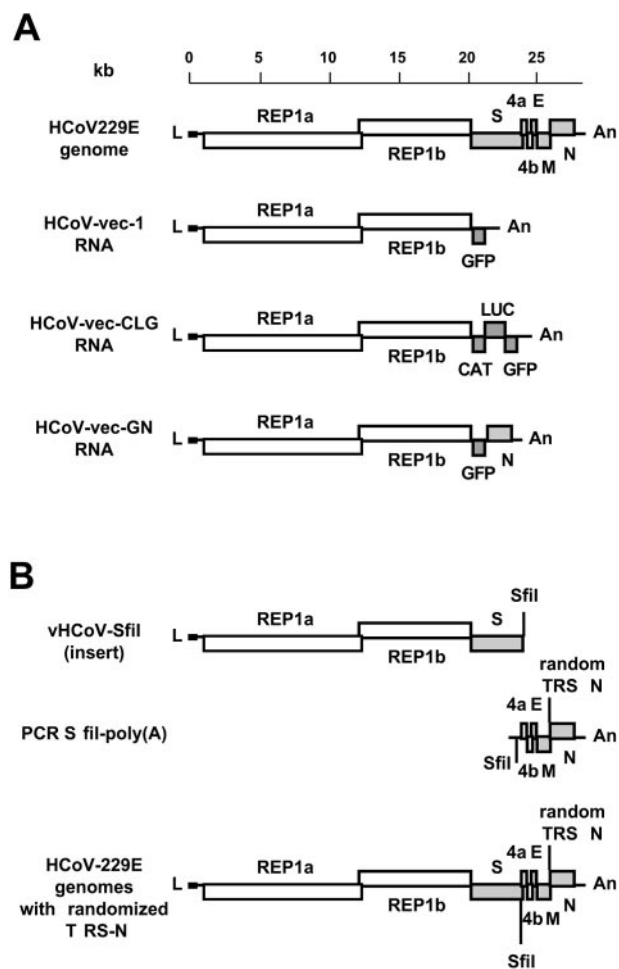 A
kb
0 5 10 15 20 25
4a E
S
HCoV229E
genome
L
REP1a
REP1b
4b M
N
An
HCoV-vec-1
RNA
L
REP1a
REP1b
GFP
An
LUC
HCoV-vec-CLG
RNA
L
REP1a
REP1b
CAT GFP
An
HCoV-vec-GN
RNA
L
REP1a
REP1b
GFP N
An
B
SfiI
vHCoV-SfiI
(insert)
L
REP1a
S
REP1b
random
TRS N
4a E
PCR S fiI-poly(A)
SfiI
4b M
N
An
random
TRS N
4a E
S
HCoV-229E
genomes
with randomized
T RS-N
L
REP1a
REP1b
4b M
N
An
SfiI